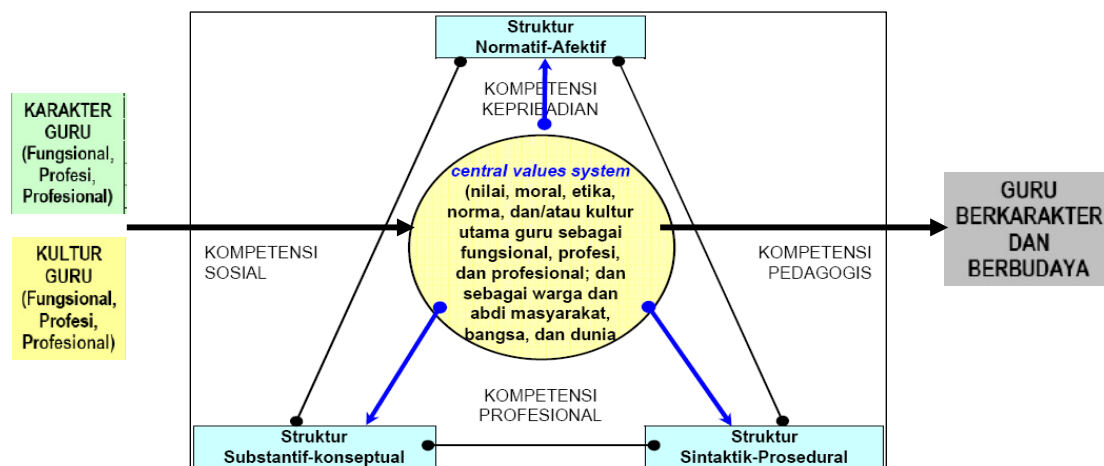 Struktur
Normatif-Afektif
KOMPETENSI
KEPRIBADIAN
KARAKTER
GURU
(Fungsional,
Profesi,
Profesional)
KULTUR
GURU
(Fungsional,
Profesi,
Profesional)
KOMPETENSI
SOSIAL
central values system
(nilai, moral, etika,
norma, dan/atau kultur
utama guru sebagai
fungsional, profesi,
dan profesional; dan
sebagai warga dan
abdi masyarakat,
bangsa, dan dunia
KOMPETENSI
PEDAGOGIS
GURU
BERKARAKTER
DAN
BERBUDAYA
KOMPETENSI
PROFESIONAL
Struktur
Substantif-konseptual
Struktur
Sintaktik-Prosedural